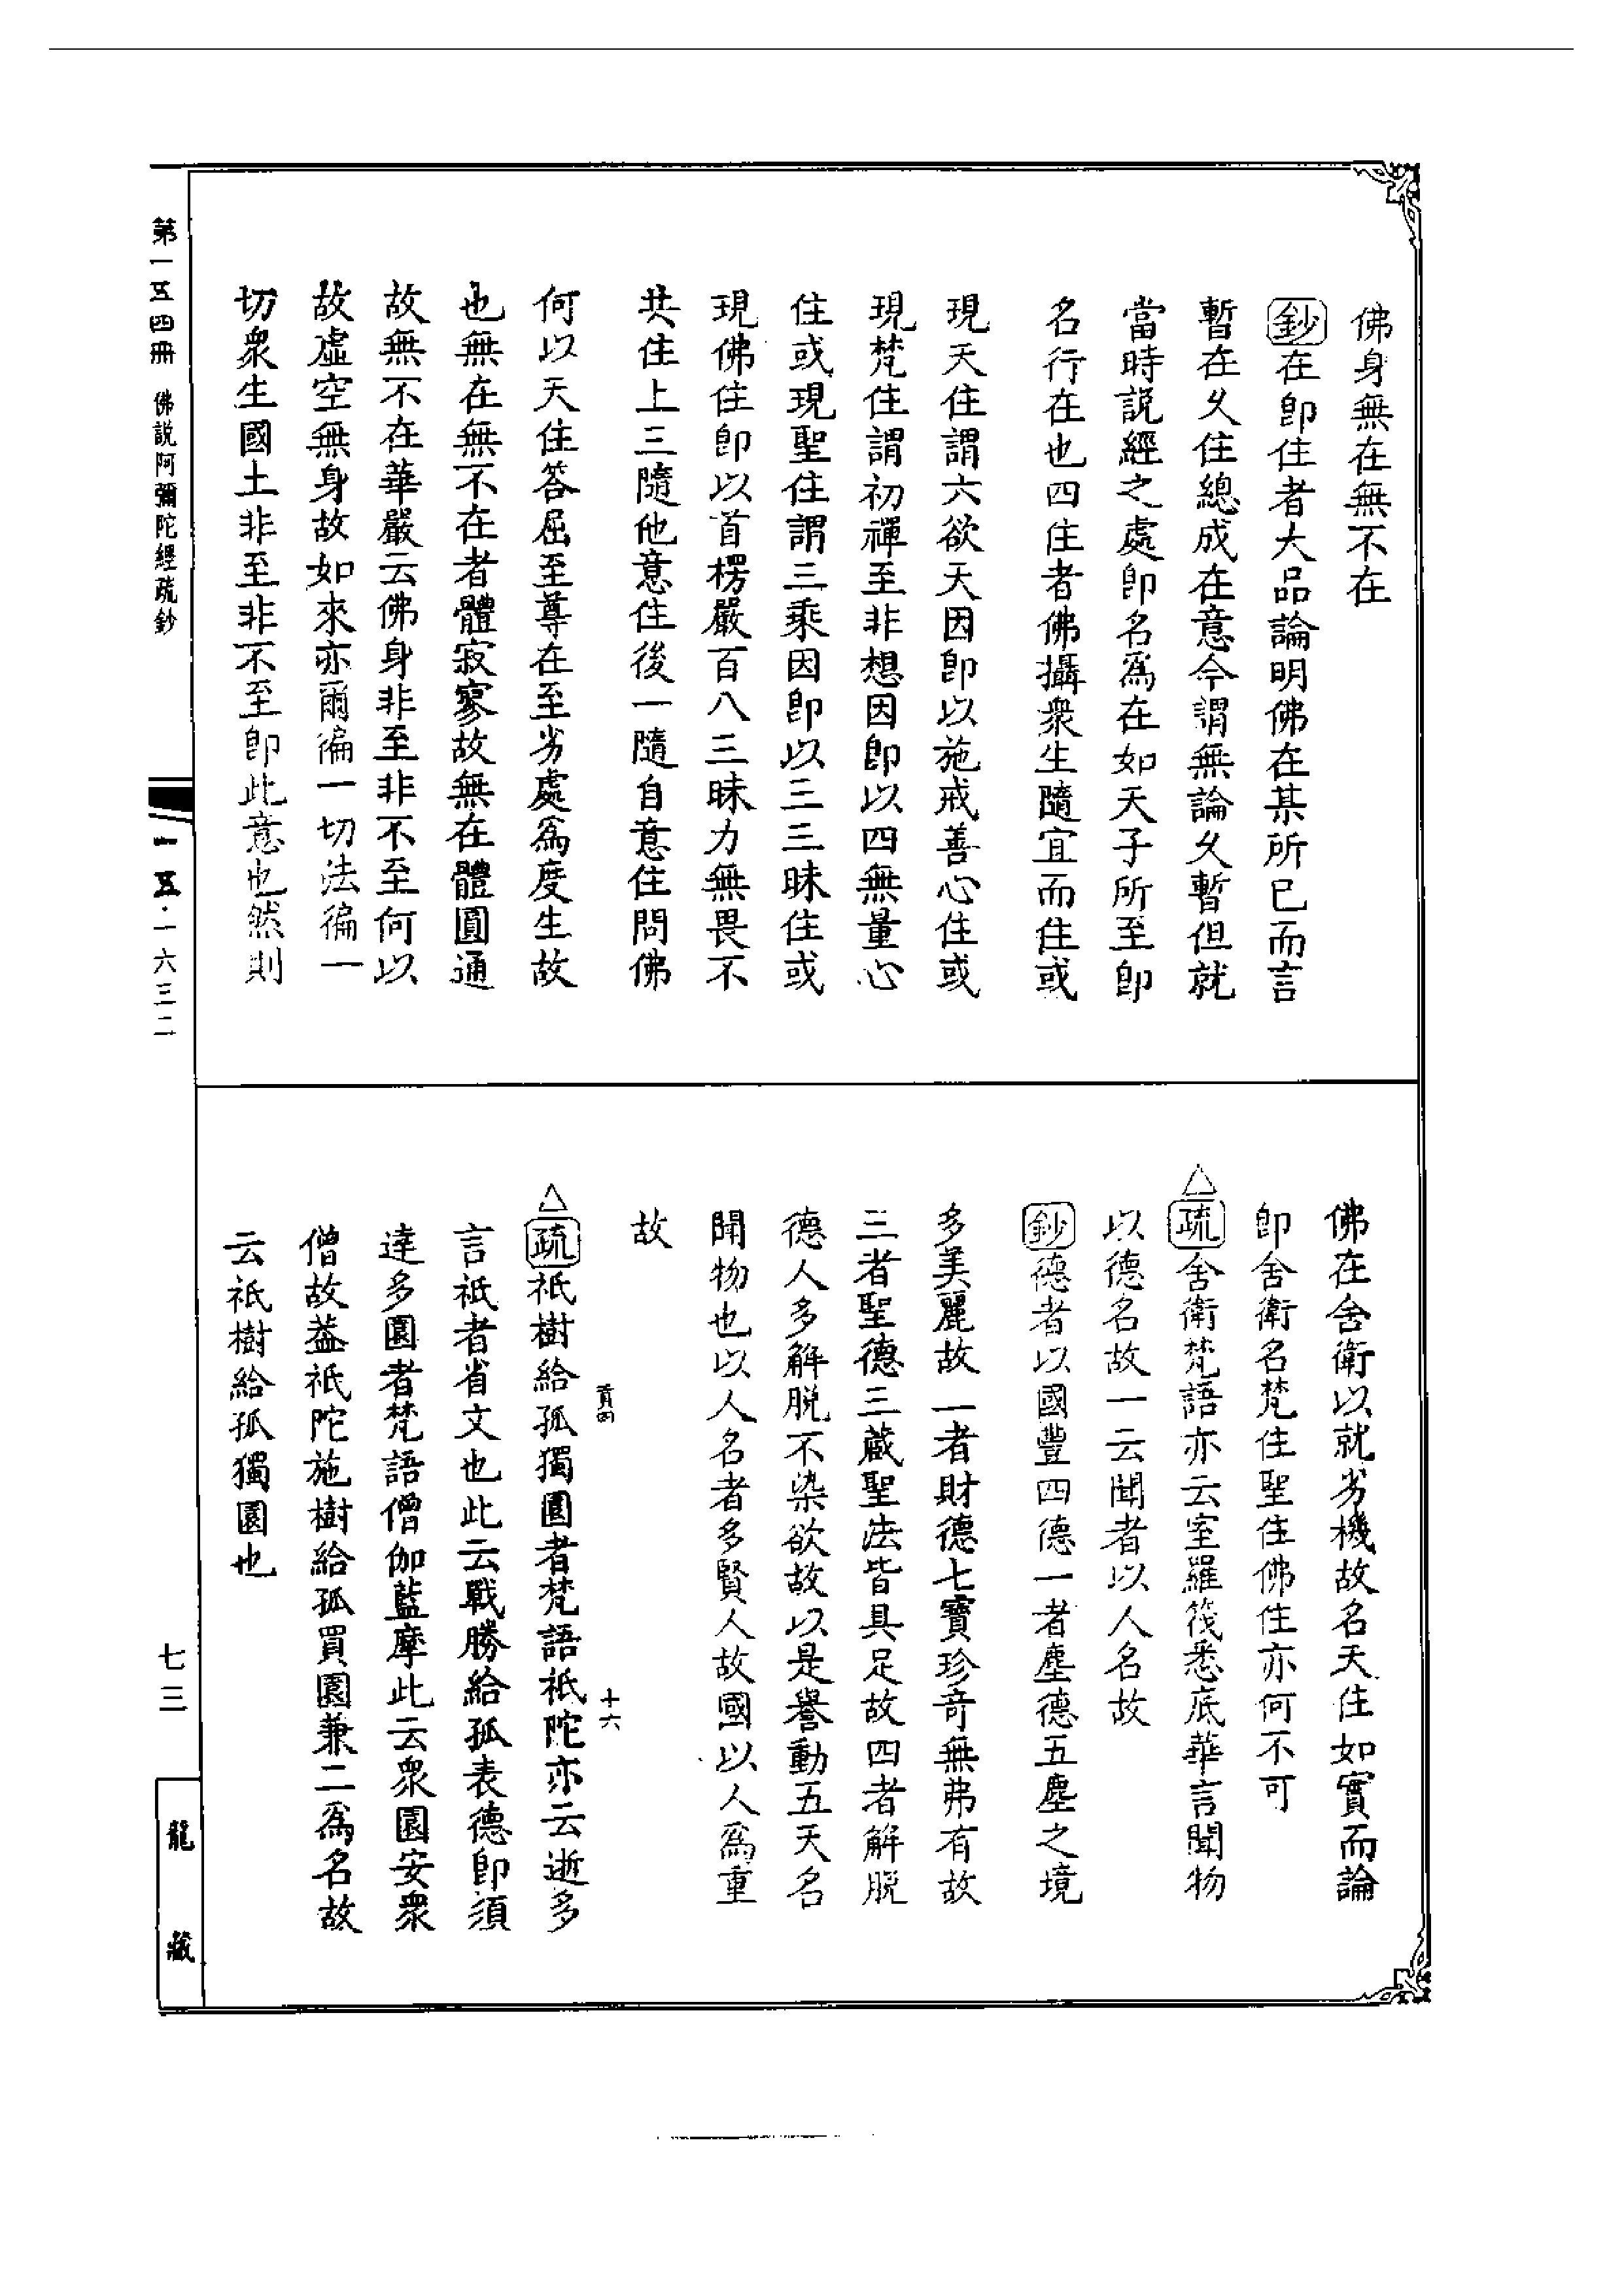 佛身無在無不在
鈔在卽住者大品論明佛在某所已而言
暫在久住總成在意今謂無論久暫但就
當時説經之處卽名爲在如天子所至卽
名行在也四住者佛攝衆生隨宜而住或
現天住謂六欲天因卽以施戒善心住或
現梵住謂初禪至非想因卽以四無量心
住或現聖住謂三乘因卽以三三昧住或
現佛住卽以首楞嚴百八三昧力無畏不
共住上三隨他意住後一隨自意住問佛
何以天住答屈至尊在至劣處爲度生故
也無在無不在者體寂寥故無在體圓通
故無不在華嚴云佛身非至非不至何以
故虛空無身故如來亦爾徧一切法徧一
切衆生國土非至非不至卽此意也然則
佛在舍衛以就劣機故名天住如實而論
卽舍衛名梵住聖住佛住亦何不可
△疏舍衛梵語亦云室羅筏悉底華言聞物
以德名故一云聞者以人名故
鈔德者以國豐四德一者塵德五塵之境
多美麗故一者財德七寶珍奇無弗有故
三者聖德三藏聖法皆具足故四者解脫
德人多解脫不染欲故以是譽動五天名
聞物也以人名者多賢人故國以人爲重
故
貢四
十六
△疏祇樹給孤獨園者梵語祇陀亦云逝多
言祇者省文也此云戰勝給孤表德卽須
達多園者梵語僧伽藍摩此云衆園安衆
僧故葢祇陀施樹給孤買園兼二爲名故
云祇樹給孤獨園也
第一五四冊 佛説阿彌陀經疏鈔
一五·一六三二
七三
龍藏